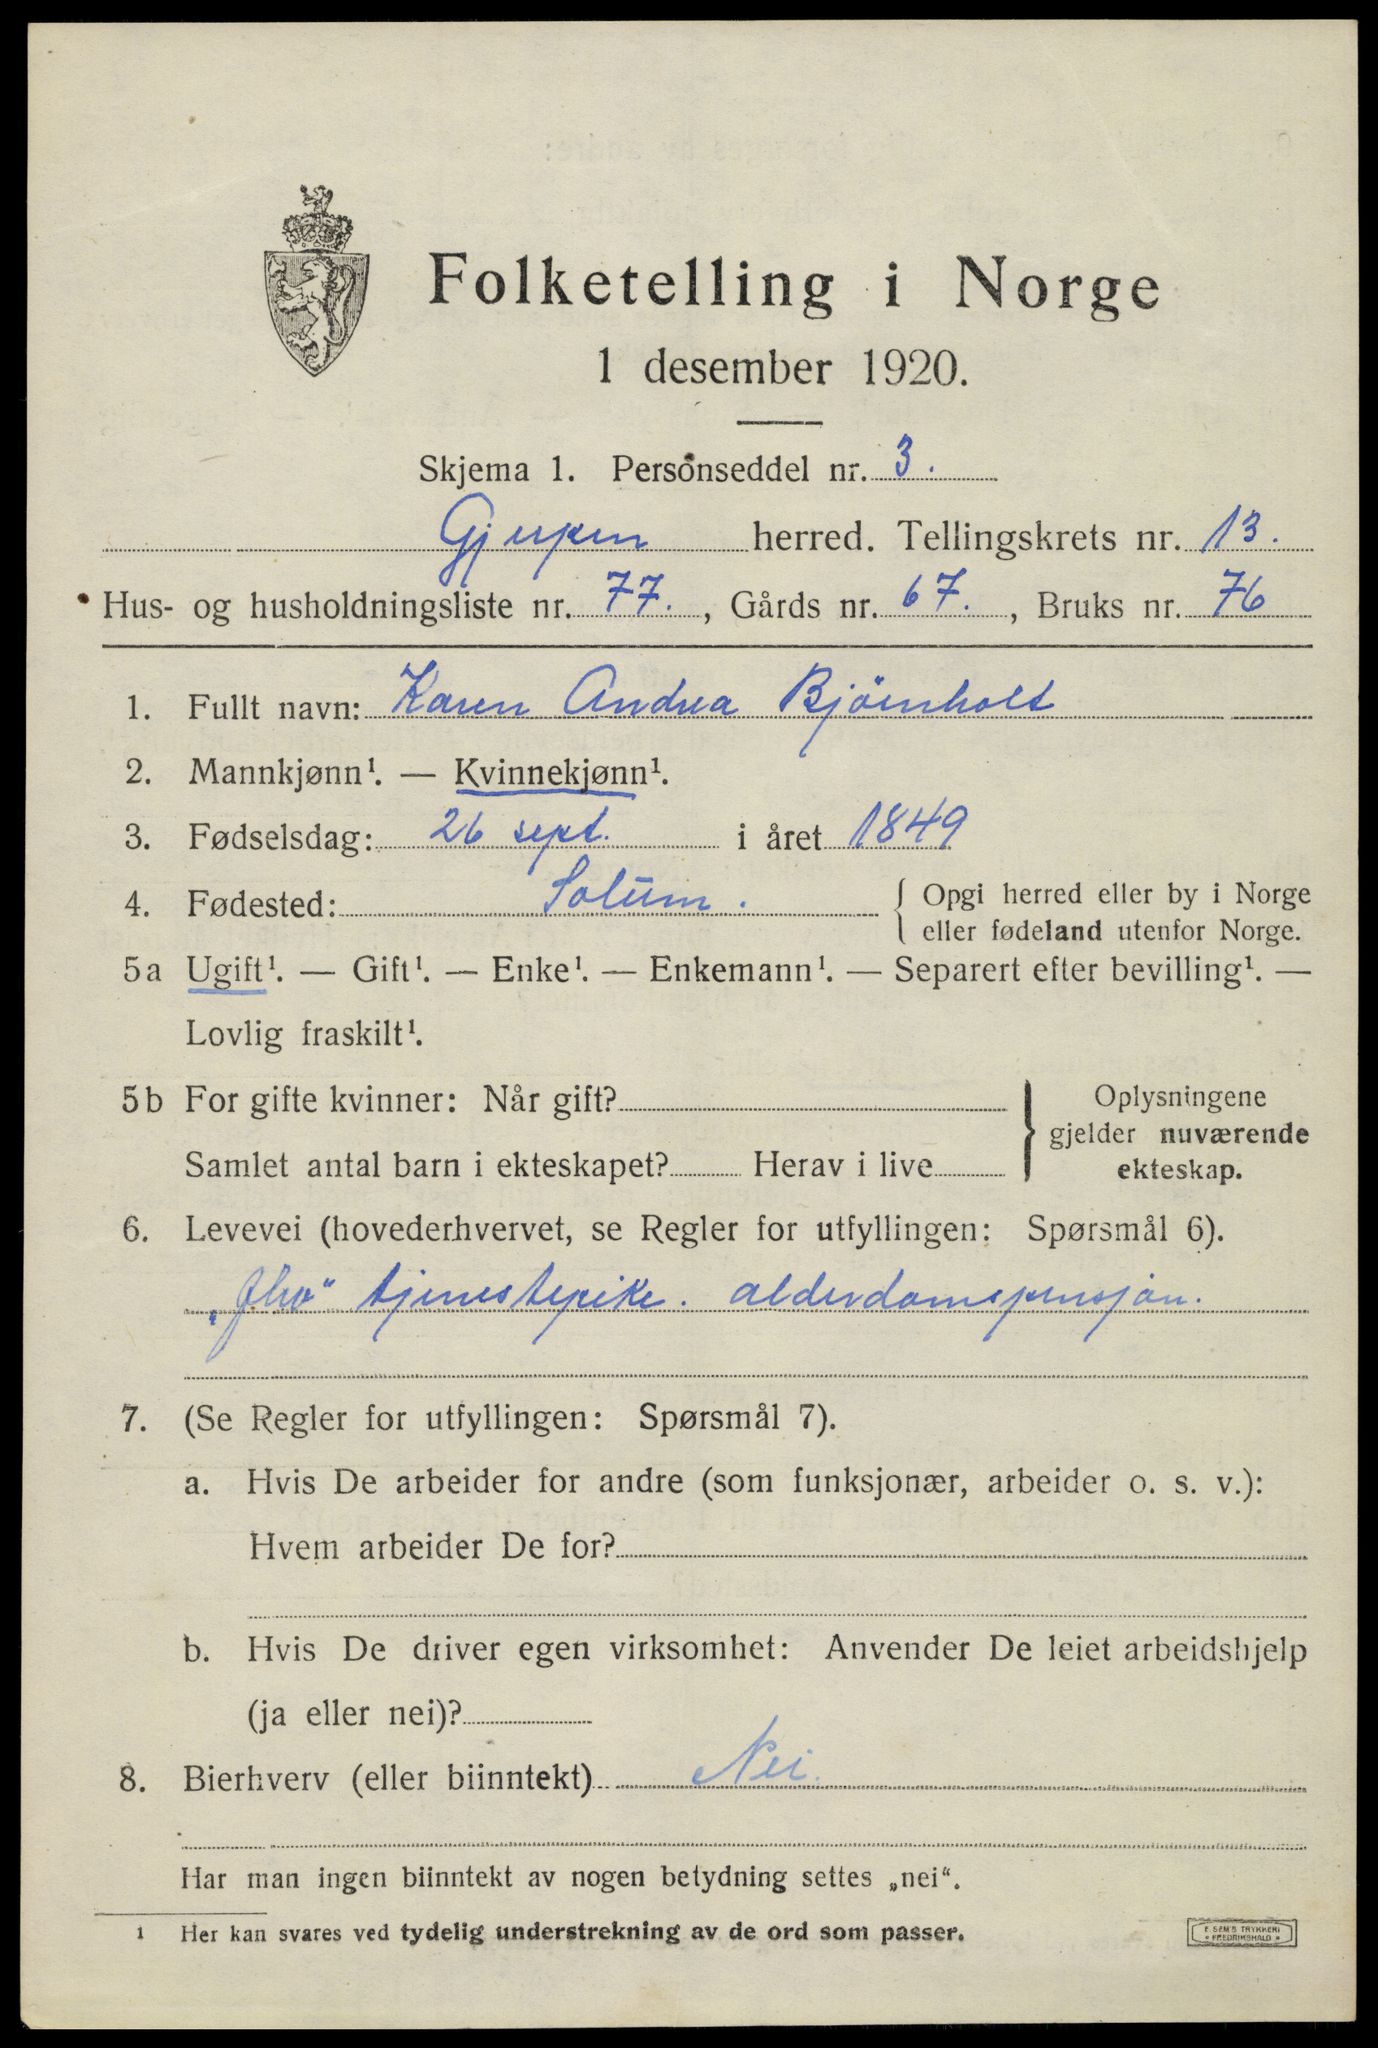 Folketelling i Norge
1 desember 1920.
Skjema 1. Personseddel nr. 3.
Gjerpen herred. Tellingskrets nr. 13.
Hus- og husholdningsliste nr. 77., Gårds nr. 67., Bruks nr. 76
1. Fullt navn: Karen Andrea Bjørnholt
2. Mannkjønn¹. — Kvinnekjønn¹.
3. Fødselsdag: 26 sept. i året 1849
4. Fødested: Solum. { Opgi herred eller by i Norge
eller fødeland utenfor Norge.
5a Ugift¹. — Gift¹. — Enke¹. — Enkemann¹. — Separert efter bevilling¹. —
Lovlig fraskilt¹.
5b For gifte kvinner: Når gift?
Samlet antal barn i ekteskapet? Herav i live
} Oplysningene
gjelder nuværende
ekteskap.
6. Levevei (hovederhvervet, se Regler for utfyllingen: Spørsmål 6).
tjenestepike. alderdomspensjon.
7. (Se Regler for utfyllingen: Spørsmål 7).
a. Hvis De arbeider for andre (som funksjonær, arbeider o. s. v.):
Hvem arbeider De for?
b. Hvis De driver egen virksomhet: Anvender De leiet arbeidshjelp
(ja eller nei)?
8. Bierhverv (eller biinntekt) Nei.
Har man ingen biinntekt av nogen betydning settes „nei“.
1 Her kan svares ved tydelig understrekning av de ord som passer.
E. SEM'S TRYKKERI
FREDRIKSHALD